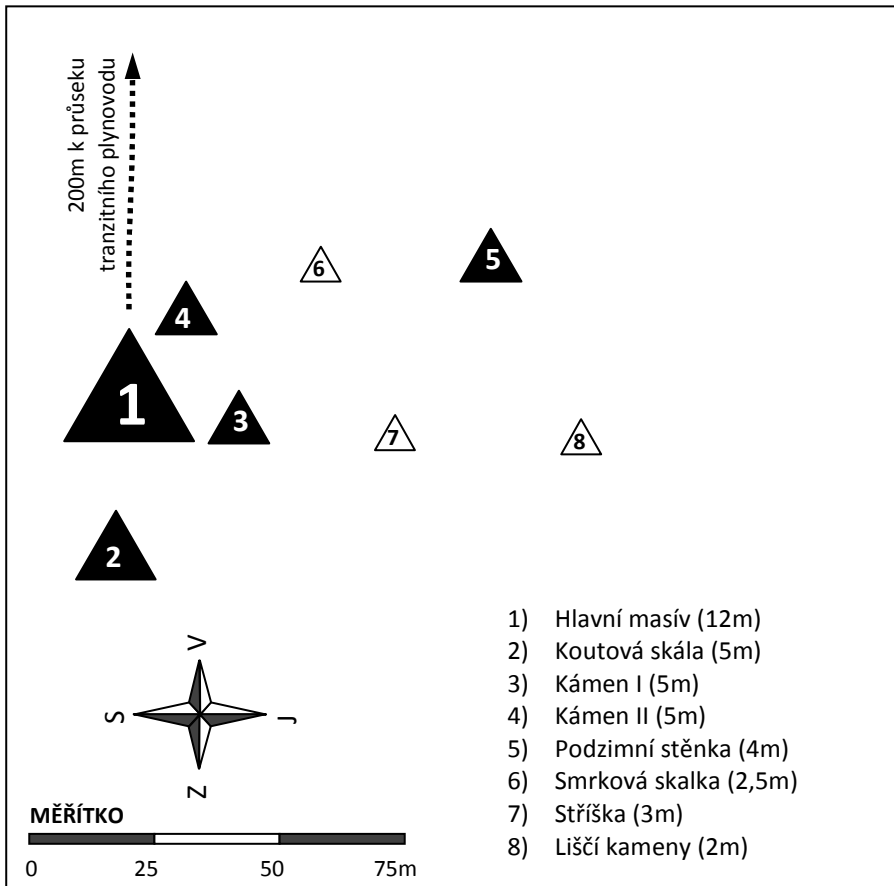 200m k průseku
tranzitního plynovodu
6
5
4
1
3
7
8
2
V
S
J
Z
1) Hlavní masív (12m)
2) Koutová skála (5m)
3) Kámen I (5m)
4) Kámen II (5m)
5) Podzimní stěnka (4m)
6) Smrková skalka (2,5m)
7) Stříška (3m)
8) Liščí kameny (2m)
MĚŘÍTKO
0 25 50 75m